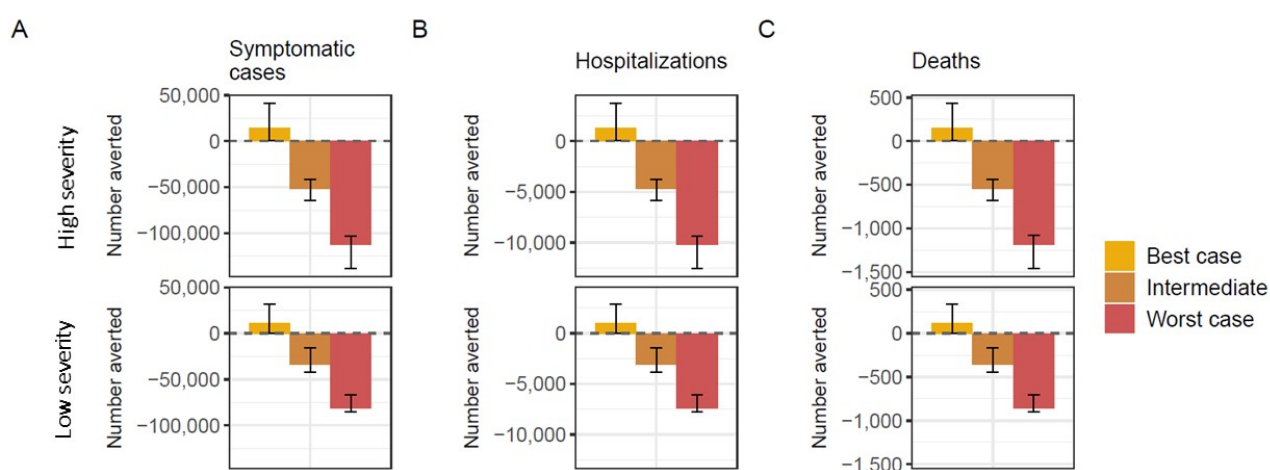 A
B
C
Symptomatic
cases
Hospitalizations
Deaths
High severity
Number averted
50,000
0
−50,000
−100,000
Number averted
0
−5,000
−10,000
Number averted
500
0
−500
−1,000
−1,500
Low severity
Number averted
50,000
0
−50,000
−100,000
Number averted
0
−5,000
−10,000
Number averted
500
0
−500
−1,000
−1,500
Best case
Intermediate
Worst case